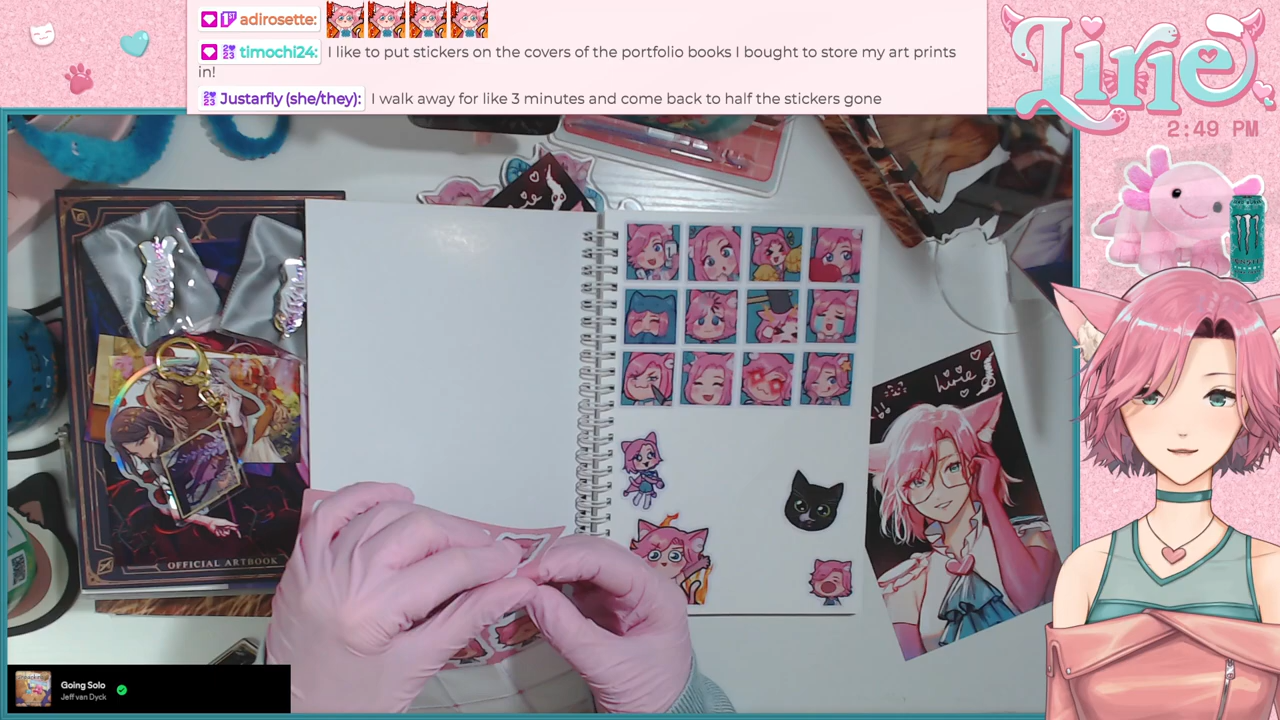 adirosette:
timochi24: I like to put stickers on the covers of the portfolio books I bought to store my art prints
in!
Justarfly (she/they): I walk away for like 3 minutes and come back to half the stickers gone
Lirie
2:49 PM
lirie
OFFICIAL ARTBOOK
Going Solo
Jeff van Dyck